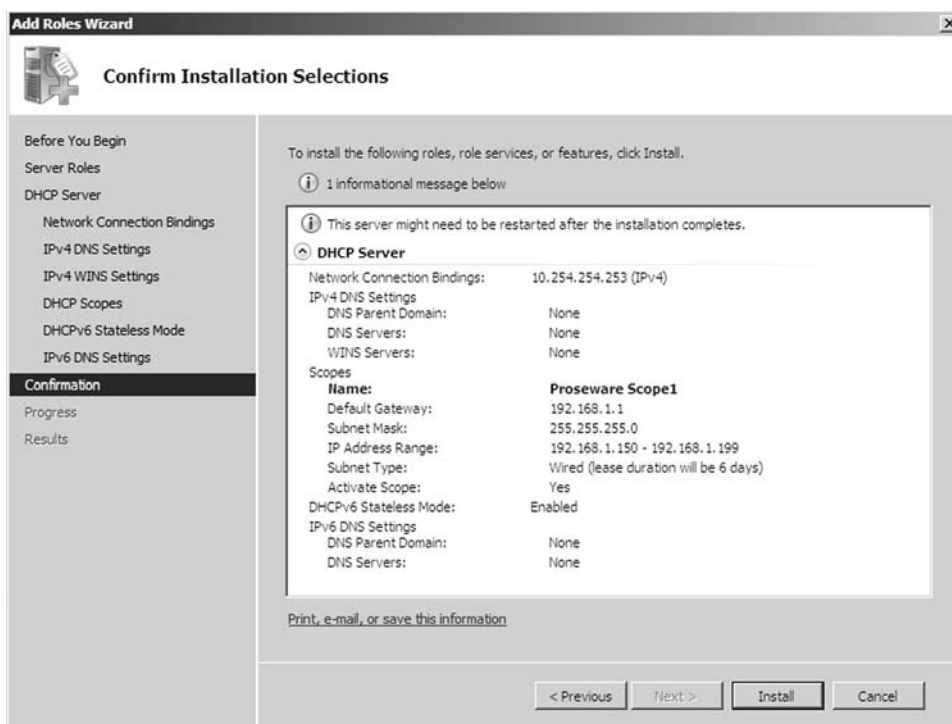 Add Roles Wizard
Confirm Installation Selections
Before You Begin
Server Roles
DHCP Server
Network Connection Bindings
IPv4 DNS Settings
IPv4 WINS Settings
DHCP Scopes
DHCPv6 Stateless Mode
IPv6 DNS Settings
Confirmation
Progress
Results
To install the following roles, role services, or features, click Install.
1 informational message below
This server might need to be restarted after the installation completes.
DHCP Server
Network Connection Bindings: 10.254.254.253 (IPv4)
IPv4 DNS Settings
DNS Parent Domain: None
DNS Servers: None
WINS Servers: None
Scopes
Name: Proseware Scope1
Default Gateway: 192.168.1.1
Subnet Mask: 255.255.255.0
IP Address Range: 192.168.1.150 - 192.168.1.199
Subnet Type: Wired (lease duration will be 6 days)
Activate Scope: Yes
DHCPv6 Stateless Mode: Enabled
IPv6 DNS Settings
DNS Parent Domain: None
DNS Servers: None
Print, e-mail, or save this information
< Previous Next > Install Cancel